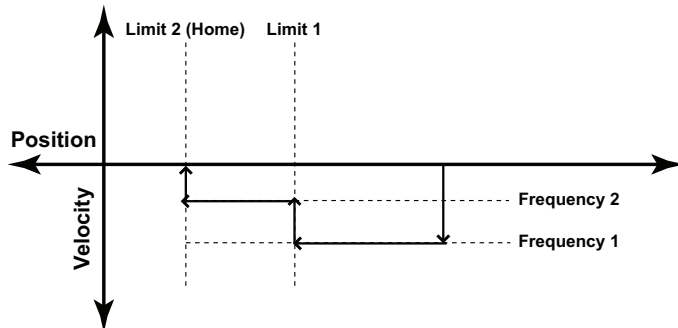 Limit 2 (Home)
Limit 1
Position
Velocity
Frequency 2
Frequency 1